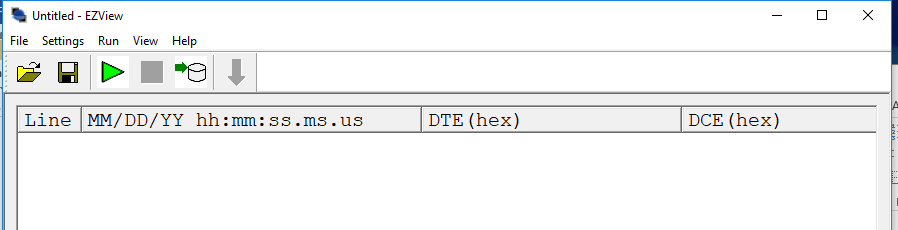 Untitled - EZView
File Settings Run View Help
Line MM/DD/YY hh:mm:ss.ms.us DTE(hex) DCE(hex)